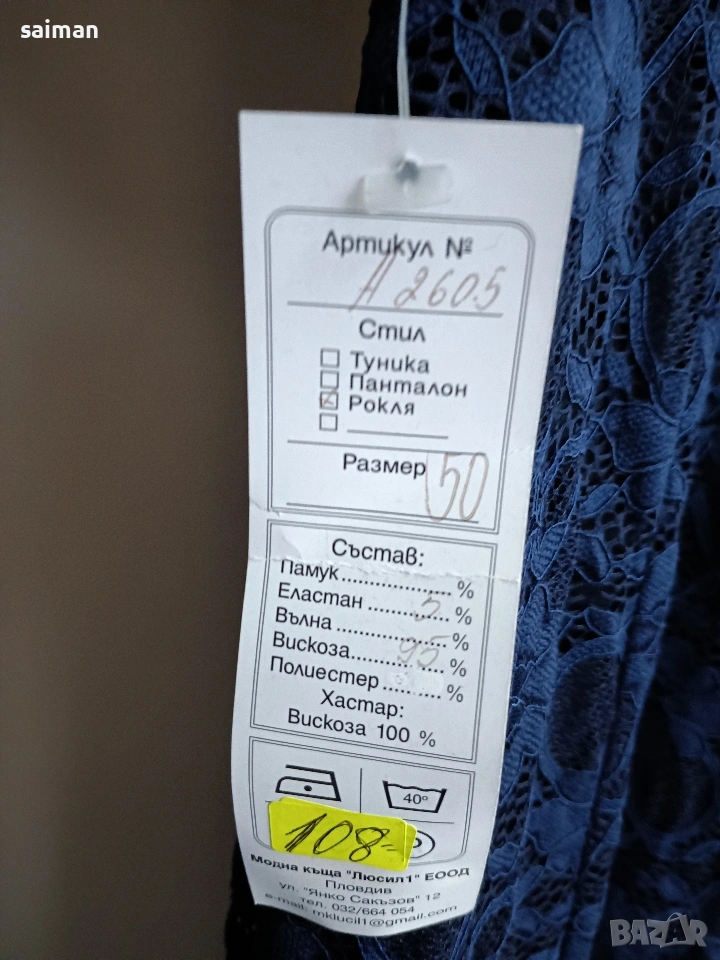 saiman
Артикул №
A 2605
Стил
Туника
Панталон
Рокля
Размер 50
Състав:
Памук.................... %
Еластан ......5...... %
Вълна .................... %
Вискоза......95...... %
Полиестер .......... %
Хастар:
Вискоза 100 %
40°
108-
P
Модна къща "Люсил1" ЕООД
Пловдив
ул. "Янко Сакъзов" 12
тел. 032/664 054
e-mail: mklucil1@gmail.com
BAZAR